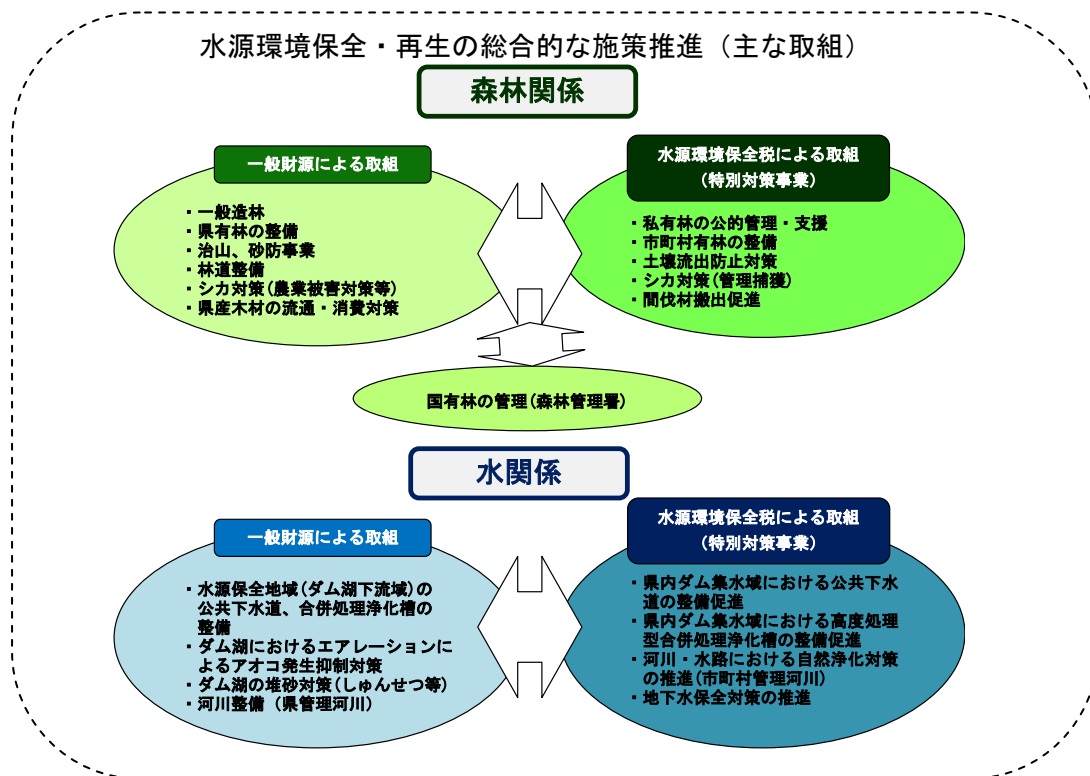 水源環境保全・再生の総合的な施策推進（主な取組）
森林関係
一般財源による取組
・一般造林
・県有林の整備
・治山、砂防事業
・林道整備
・シカ対策(農業被害対策等)
・県産木材の流通・消費対策
水源環境保全税による取組
(特別対策事業)
・私有林の公的管理・支援
・市町村有林の整備
・土壌流出防止対策
・シカ対策(管理捕獲)
・間伐材搬出促進
国有林の管理(森林管理署)
水関係
一般財源による取組
・水源保全地域(ダム湖下流域)の
公共下水道、合併処理浄化槽の
整備
・ダム湖におけるエアレーションに
よるアオコ発生抑制対策
・ダム湖の堆砂対策(しゅんせつ等)
・河川整備（県管理河川）
水源環境保全税による取組
(特別対策事業)
・県内ダム集水域における公共下水
道の整備促進
・県内ダム集水域における高度処理
型合併処理浄化槽の整備促進
・河川・水路における自然浄化対策
の推進(市町村管理河川)
・地下水保全対策の推進